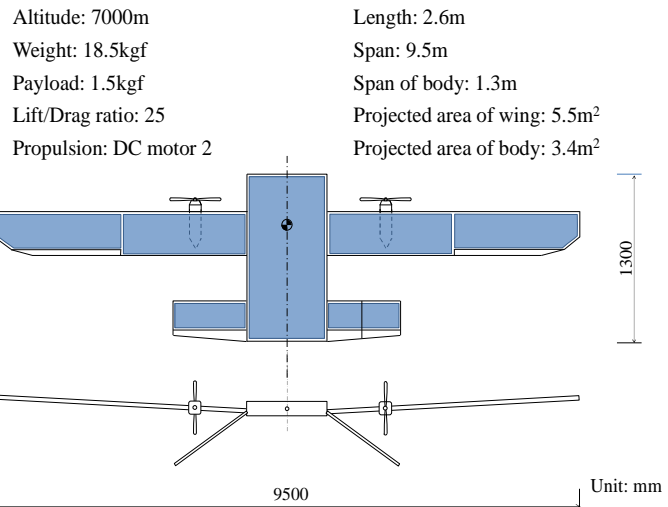 Altitude: 7000m
Weight: 18.5kgf
Payload: 1.5kgf
Lift/Drag ratio: 25
Propulsion: DC motor 2
Length: 2.6m
Span: 9.5m
Span of body: 1.3m
Projected area of wing: 5.5m²
Projected area of body: 3.4m²
1300
9500
Unit: mm